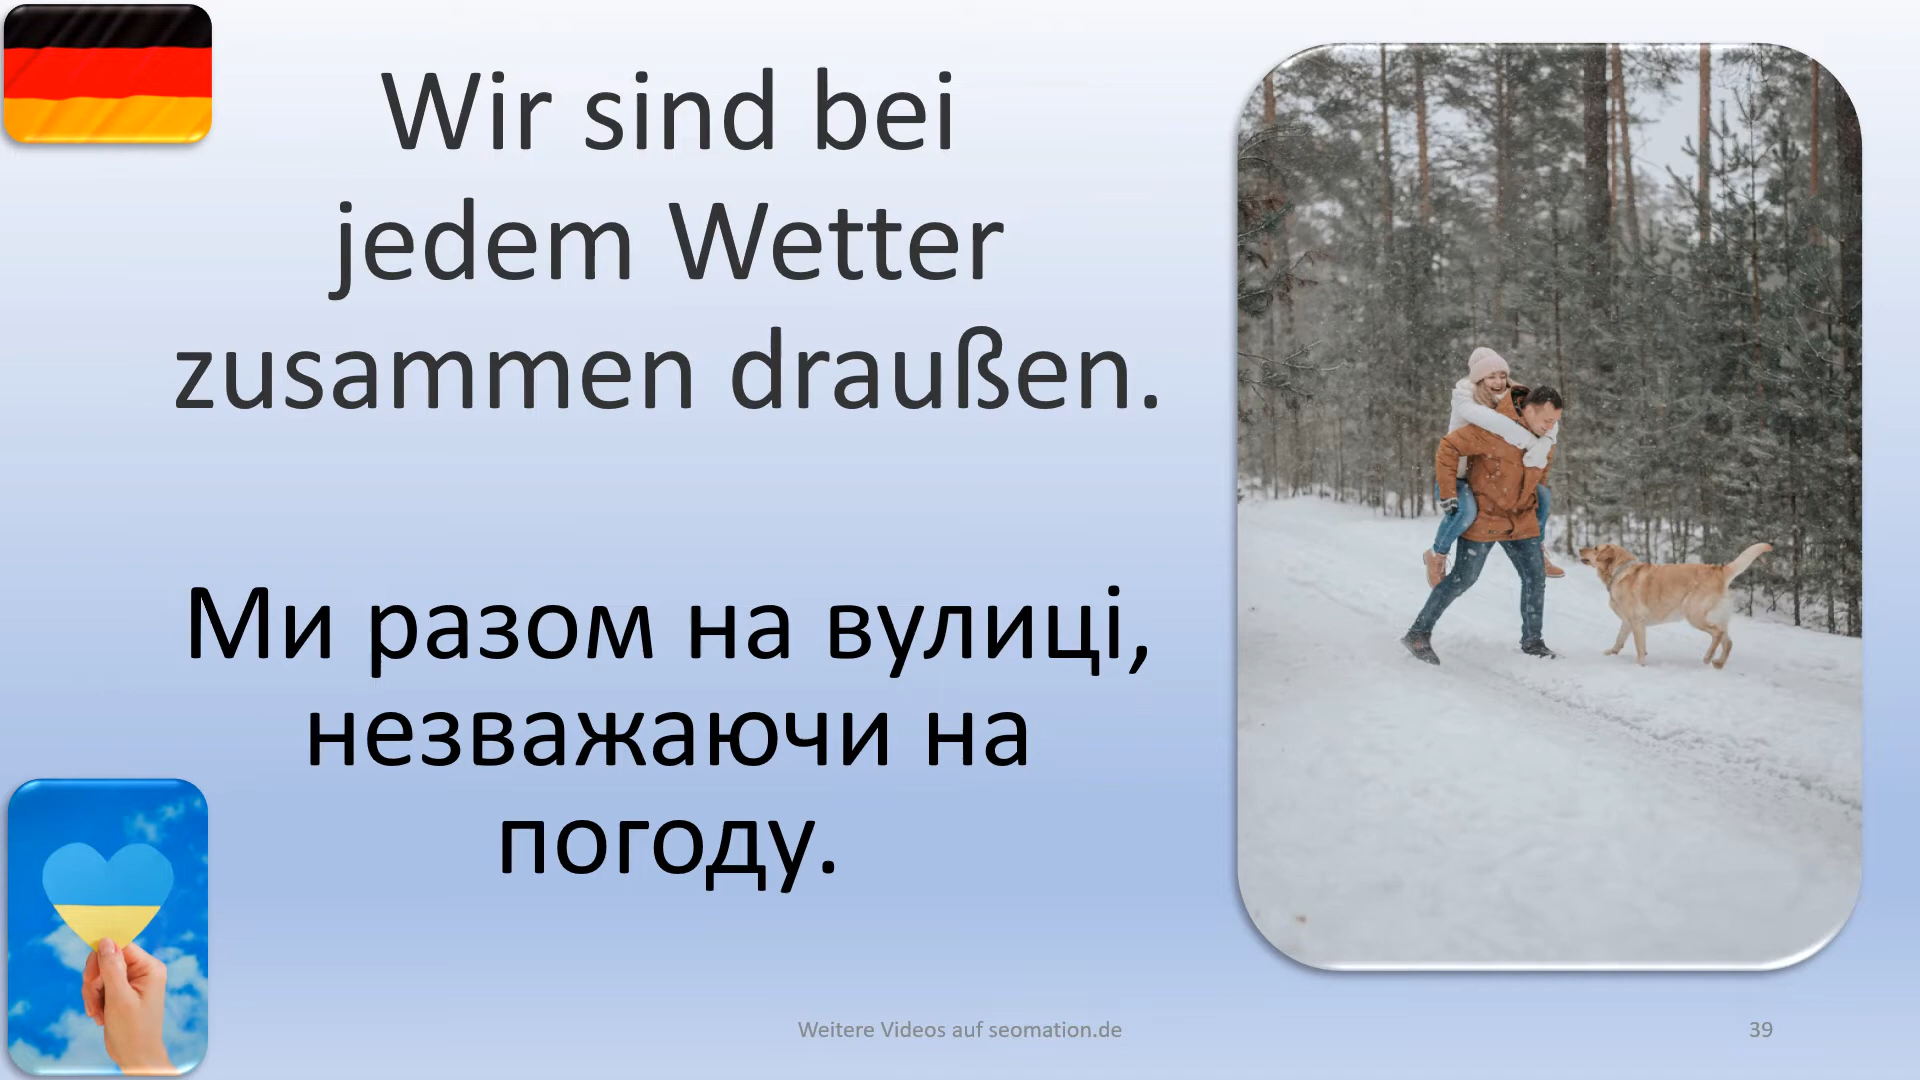 Wir sind bei
jedem Wetter
zusammen draußen.
Ми разом на вулиці,
незважаючи на
погоду.
Weitere Videos auf seomation.de
39